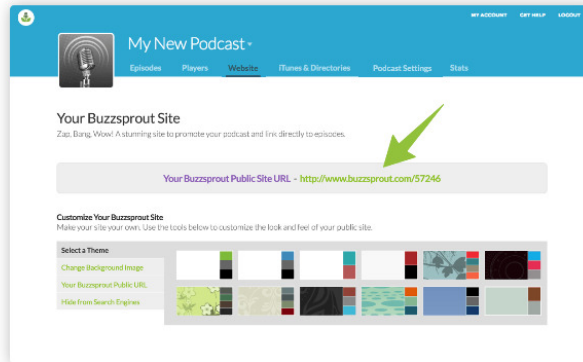 MY ACCOUNT GET HELP LOGOUT
My New Podcast
Episodes Players Website iTunes & Directories Podcast Settings Stats
Your Buzzsprout Site
Zap, Bang, Wow! A stunning site to promote your podcast and link directly to episodes.
Your Buzzsprout Public Site URL - http://www.buzzsprout.com/57246
Customize Your Buzzsprout Site
Make your site your own. Use the tools below to customize the look and feel of your public site.
Select a Theme
Change Background Image
Your Buzzsprout Public URL
Hide from Search Engines